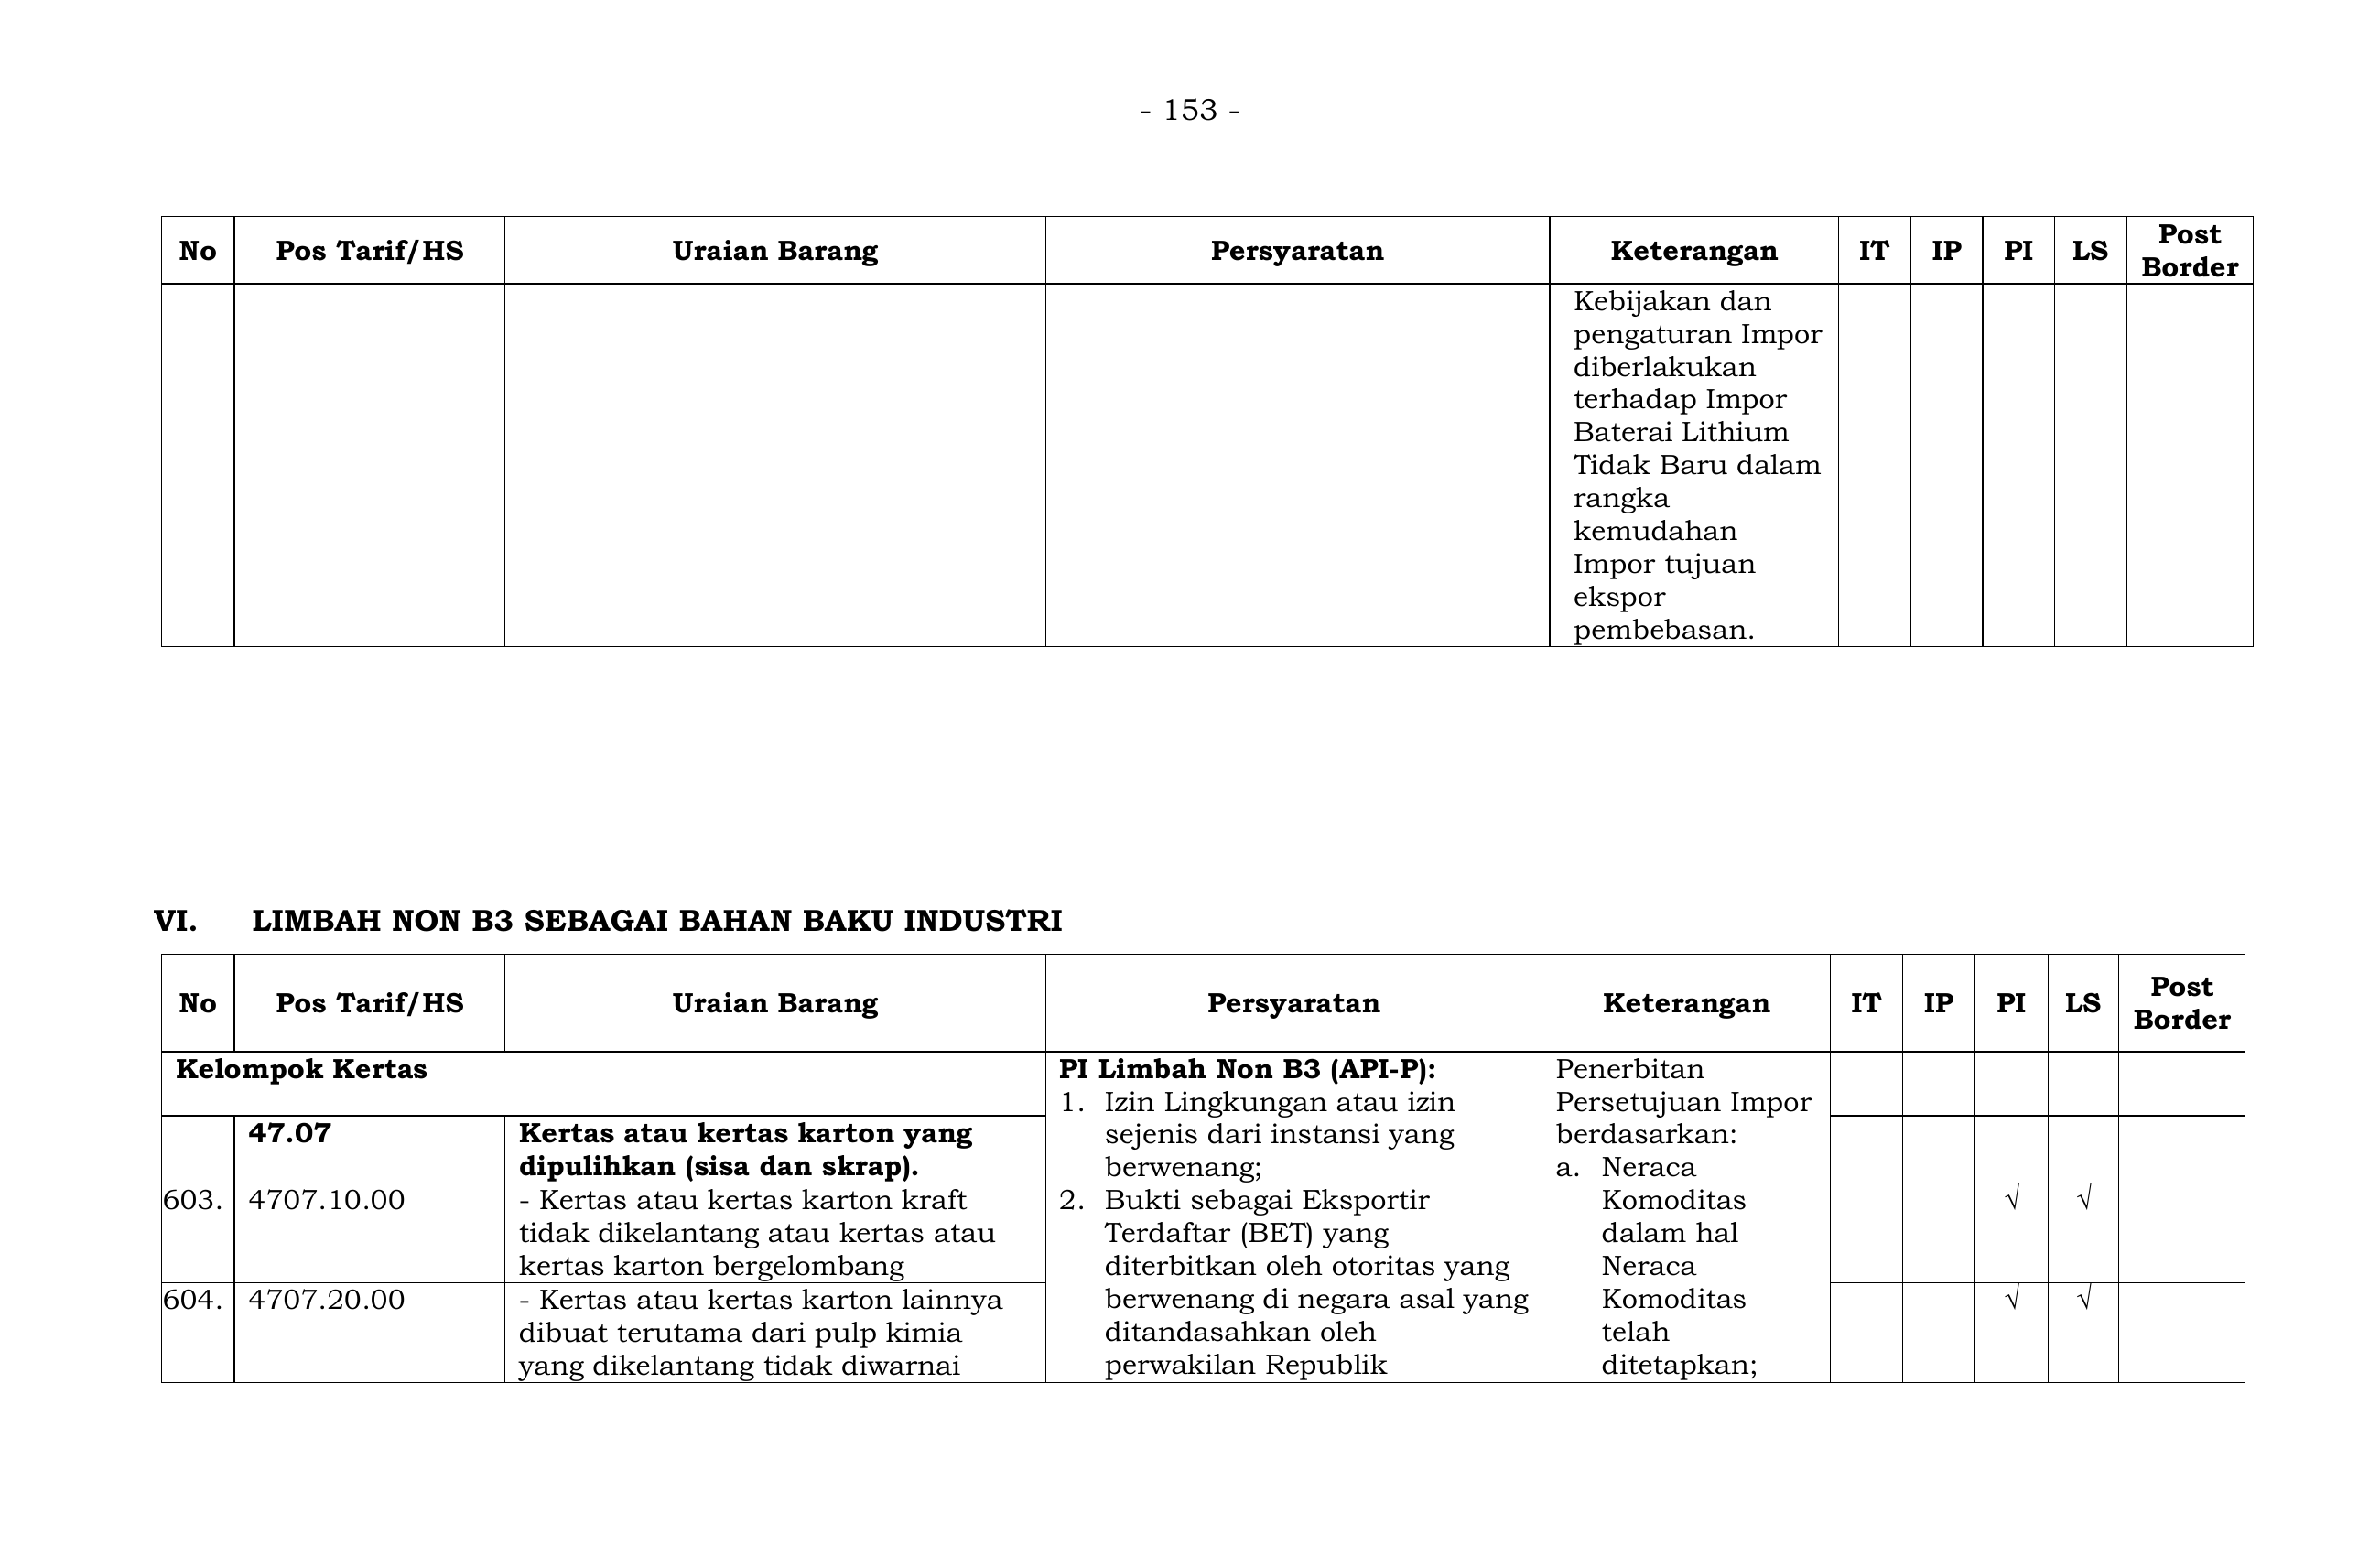 - 153 -
No Pos Tarif/HS Uraian Barang Persyaratan Keterangan IT IP PI LS Post Border
Kebijakan dan
pengaturan Impor
diberlakukan
terhadap Impor
Baterai Lithium
Tidak Baru dalam
rangka
kemudahan
Impor tujuan
ekspor
pembebasan.
VI. LIMBAH NON B3 SEBAGAI BAHAN BAKU INDUSTRI
No Pos Tarif/HS Uraian Barang Persyaratan Keterangan IT IP PI LS Post Border
Kelompok Kertas
47.07 Kertas atau kertas karton yang
dipulihkan (sisa dan skrap).
603. 4707.10.00 - Kertas atau kertas karton kraft √ √
tidak dikelantang atau kertas atau
kertas karton bergelombang
604. 4707.20.00 - Kertas atau kertas karton lainnya √ √
dibuat terutama dari pulp kimia
yang dikelantang tidak diwarnai
PI Limbah Non B3 (API-P):
1. Izin Lingkungan atau izin
sejenis dari instansi yang
berwenang;
2. Bukti sebagai Eksportir
Terdaftar (BET) yang
diterbitkan oleh otoritas yang
berwenang di negara asal yang
ditandasahkan oleh
perwakilan Republik
Penerbitan
Persetujuan Impor
berdasarkan:
a. Neraca
Komoditas
dalam hal
Neraca
Komoditas
telah
ditetapkan;